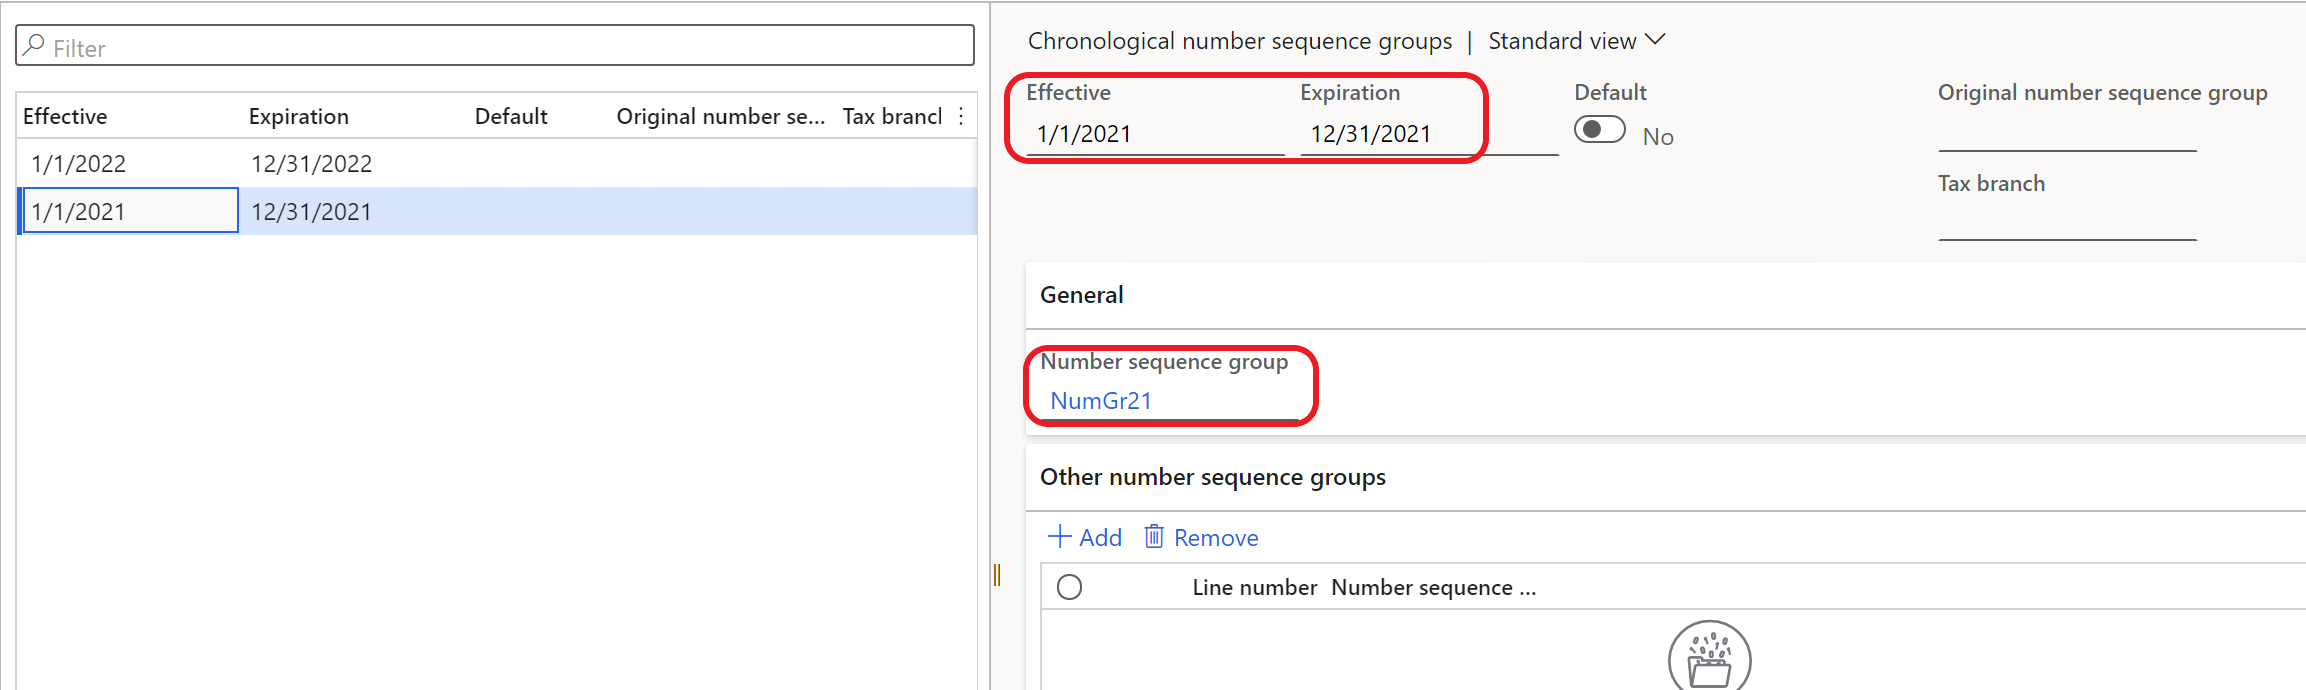 Filter
Effective Expiration Default Original number se... Tax branch
1/1/2022 12/31/2022
1/1/2021 12/31/2021
Chronological number sequence groups | Standard view
Effective Expiration Default Original number sequence group
1/1/2021 12/31/2021 No
Tax branch
General
Number sequence group
NumGr21
Other number sequence groups
Add Remove
Line number Number sequence ...